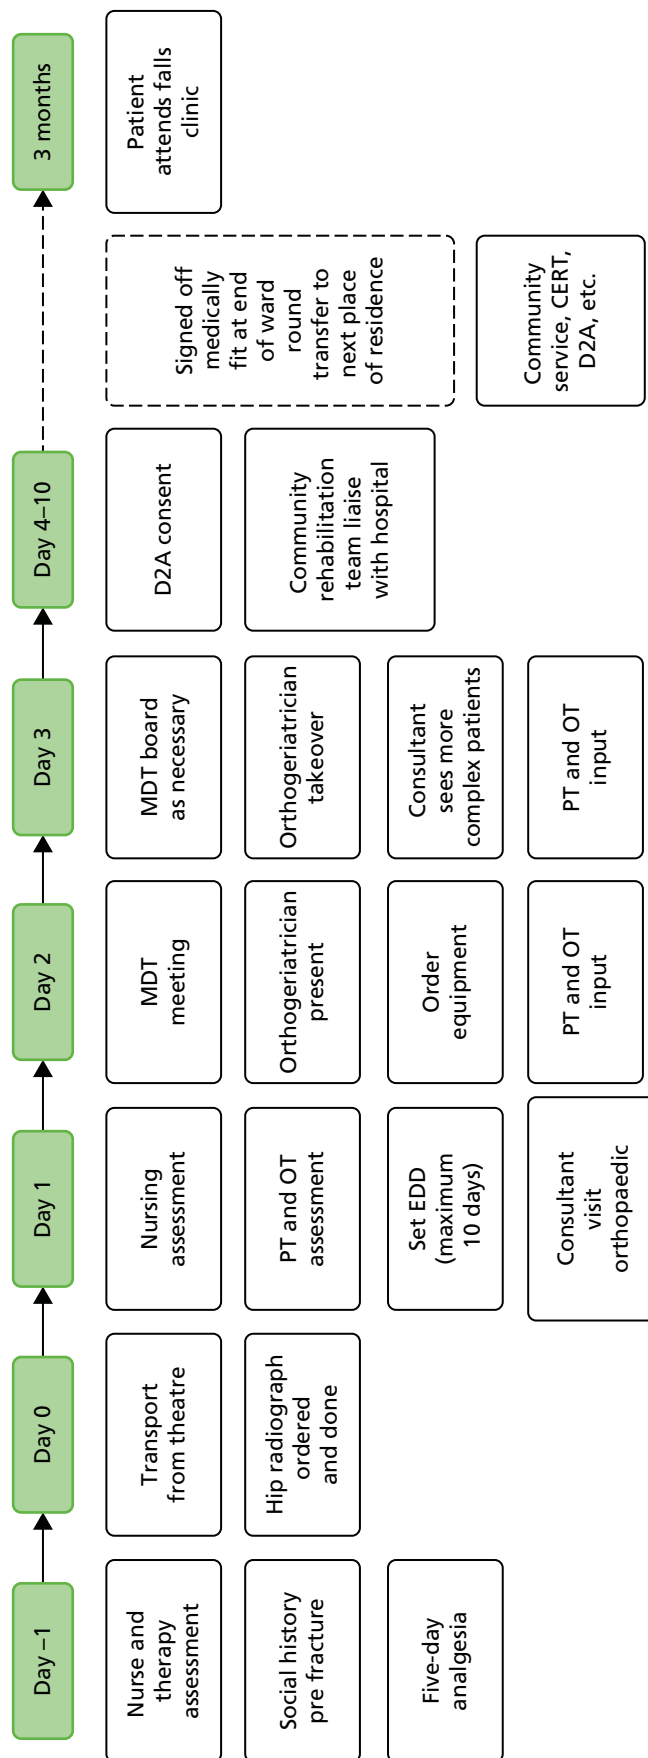 Day –1
Day 0
Day 1
Day 2
Day 3
Day 4–10
3 months
Nurse and
therapy
assessment
Social history
pre fracture
Five-day
analgesia
Transport
from theatre
Hip radiograph
ordered
and done
Nursing
assessment
PT and OT
assessment
Set EDD
(maximum
10 days)
Consultant
visit
orthopaedic
MDT
meeting
Orthogeriatrician
present
Order
equipment
PT and OT
input
MDT board
as necessary
Orthogeriatrician
takeover
Consultant
sees more
complex patients
PT and OT
input
D2A consent
Community
rehabilitation
team liaise
with hospital
Signed off
medically
fit at end
of ward
round
transfer to
next place
of residence
Community
service, CERT,
D2A, etc.
Patient
attends falls
clinic